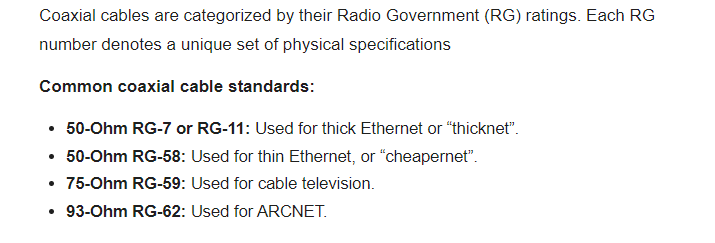 Coaxial cables are categorized by their Radio Government (RG) ratings. Each RG
number denotes a unique set of physical specifications
Common coaxial cable standards:
• 50-Ohm RG-7 or RG-11: Used for thick Ethernet or “thicknet”.
• 50-Ohm RG-58: Used for thin Ethernet, or “cheapernet”.
• 75-Ohm RG-59: Used for cable television.
• 93-Ohm RG-62: Used for ARCNET.